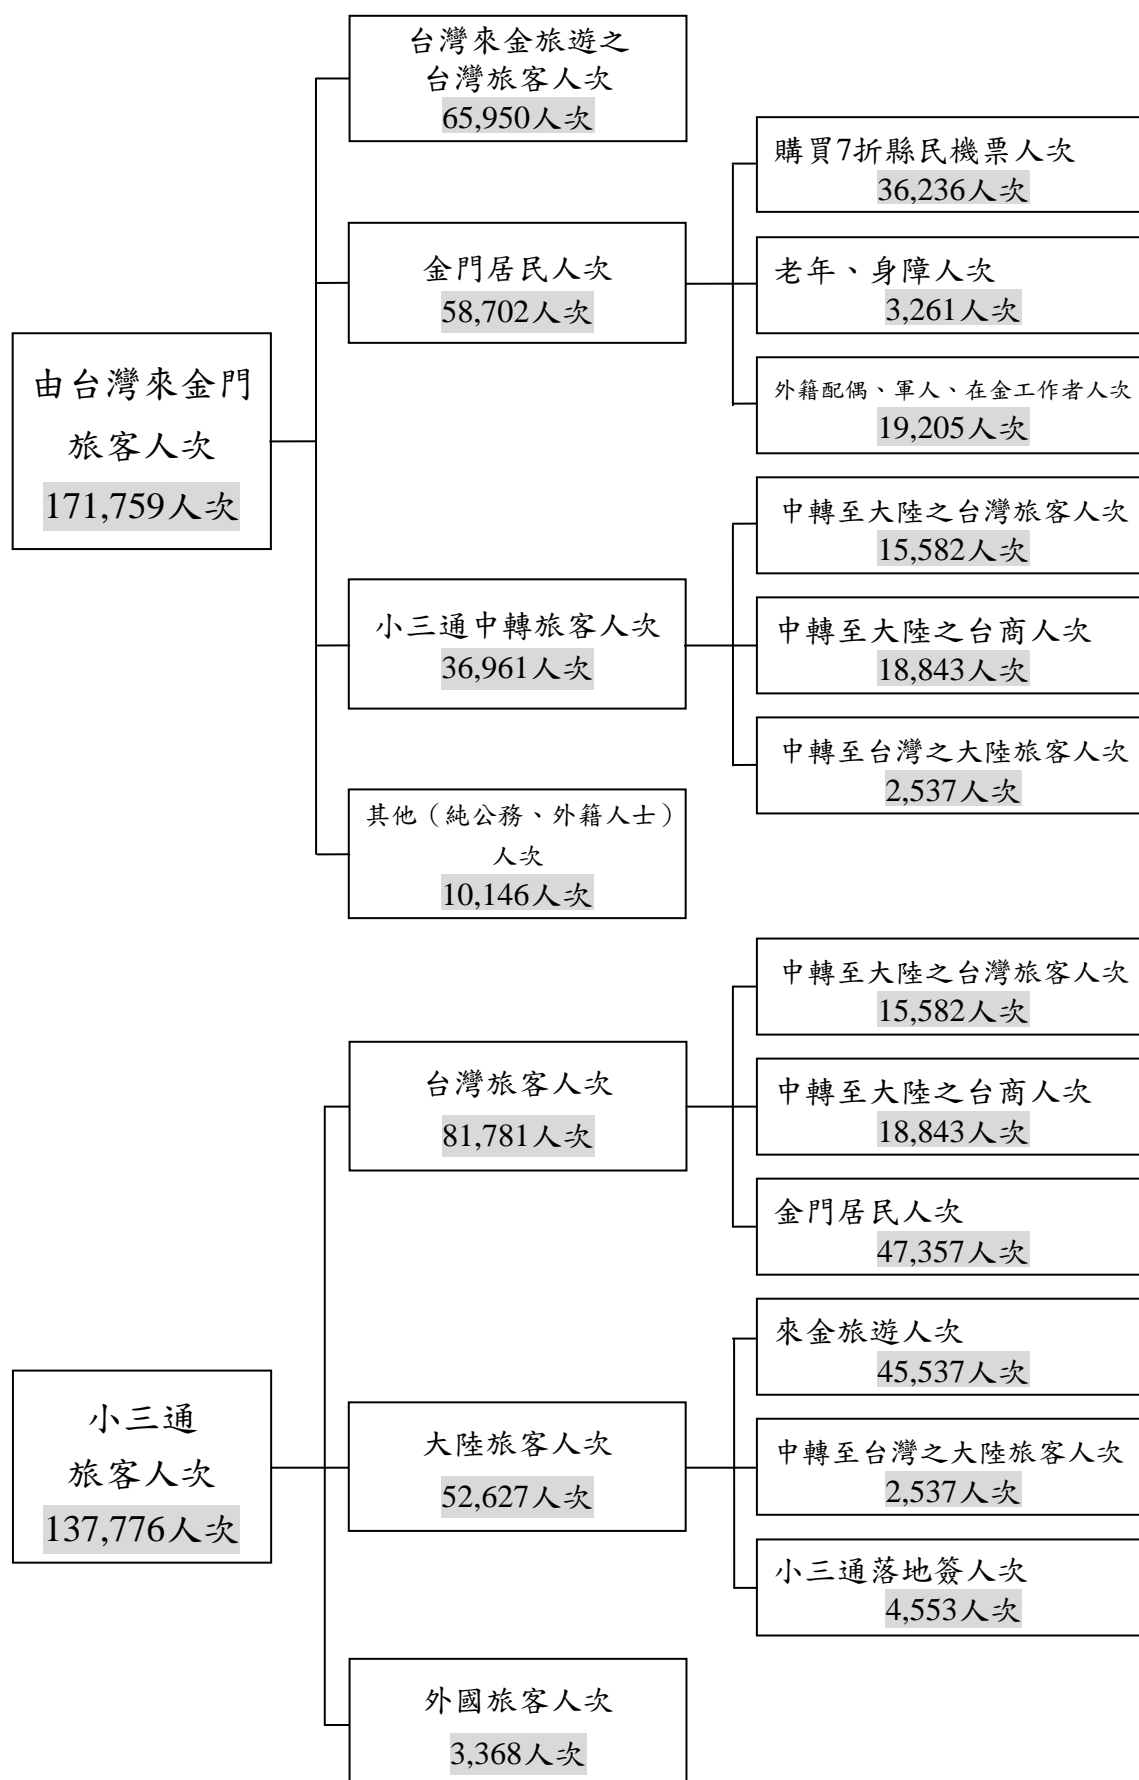 台灣來金旅遊之
台灣旅客人次
65,950人次
購買7折縣民機票人次
36,236人次
金門居民人次
58,702人次
老年、身障人次
3,261人次
外籍配偶、軍人、在金工作者人次
19,205人次
由台灣來金門
旅客人次
171,759人次
中轉至大陸之台灣旅客人次
15,582人次
小三通中轉旅客人次
36,961人次
中轉至大陸之台商人次
18,843人次
中轉至台灣之大陸旅客人次
2,537人次
其他（純公務、外籍人士）
人次
10,146人次
中轉至大陸之台灣旅客人次
15,582人次
台灣旅客人次
81,781人次
中轉至大陸之台商人次
18,843人次
金門居民人次
47,357人次
來金旅遊人次
45,537人次
小三通
旅客人次
137,776人次
大陸旅客人次
52,627人次
中轉至台灣之大陸旅客人次
2,537人次
小三通落地簽人次
4,553人次
外國旅客人次
3,368人次